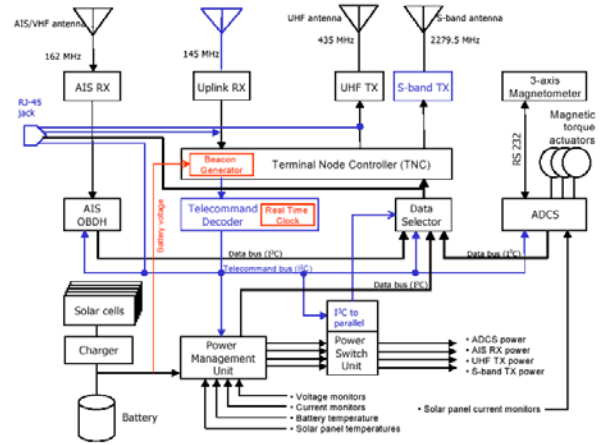 AIS/VHF antenna
UHF antenna
S-band antenna
162 MHz
145 MHz
435 MHz
2279.5 MHz
AIS RX
Uplink RX
UHF TX
S-band TX
3-axis
Magnetometer
RJ-45
jack
Magnetic
torque
actuators
RS 232
Beacon
Generator
Terminal Node Controller (TNC)
AIS
OBDH
Telecommand
Decoder
Real Time
Clock
Data
Selector
ADCS
Battery voltage
Data bus (I²C)
Data bus (I²C)
Telecommand bus (I²C)
Data bus (I²C)
Solar cells
I²C to
parallel
Charger
Power
Management
Unit
Power
Switch
Unit
• ADCS power
• AIS RX power
• UHF TX power
• S-band TX power
Battery
• Voltage monitors
• Current monitors
• Battery temperature
• Solar panel temperatures
• Solar panel current monitors